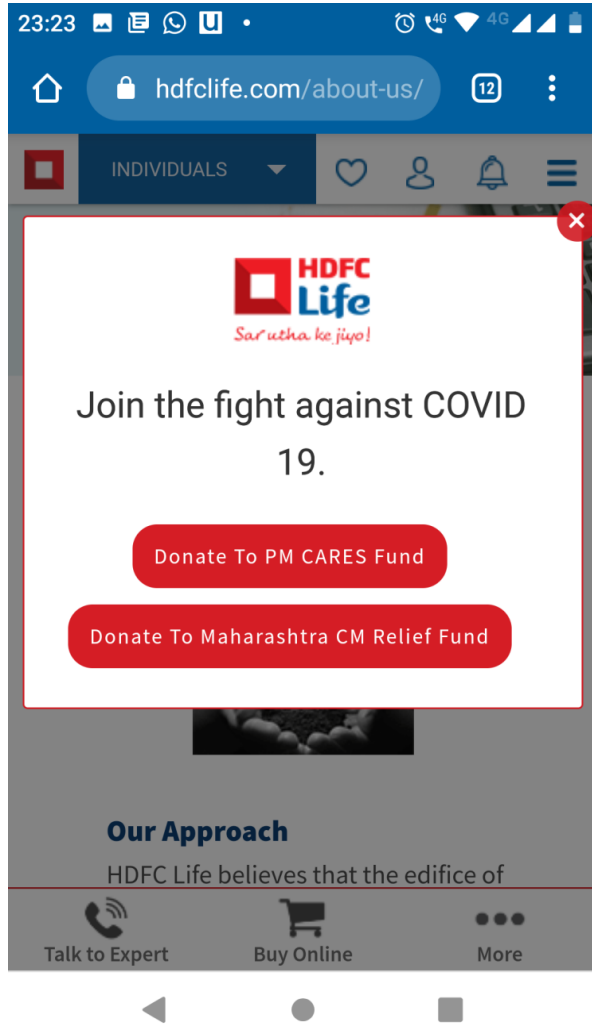 23:23
4G
4G
hdfclife.com/about-us/
12
INDIVIDUALS
HDFC
Life
Sar utha ke jiyo!
Join the fight against COVID
19.
Donate To PM CARES Fund
Donate To Maharashtra CM Relief Fund
Our Approach
HDFC Life believes that the edifice of
Talk to Expert
Buy Online
More